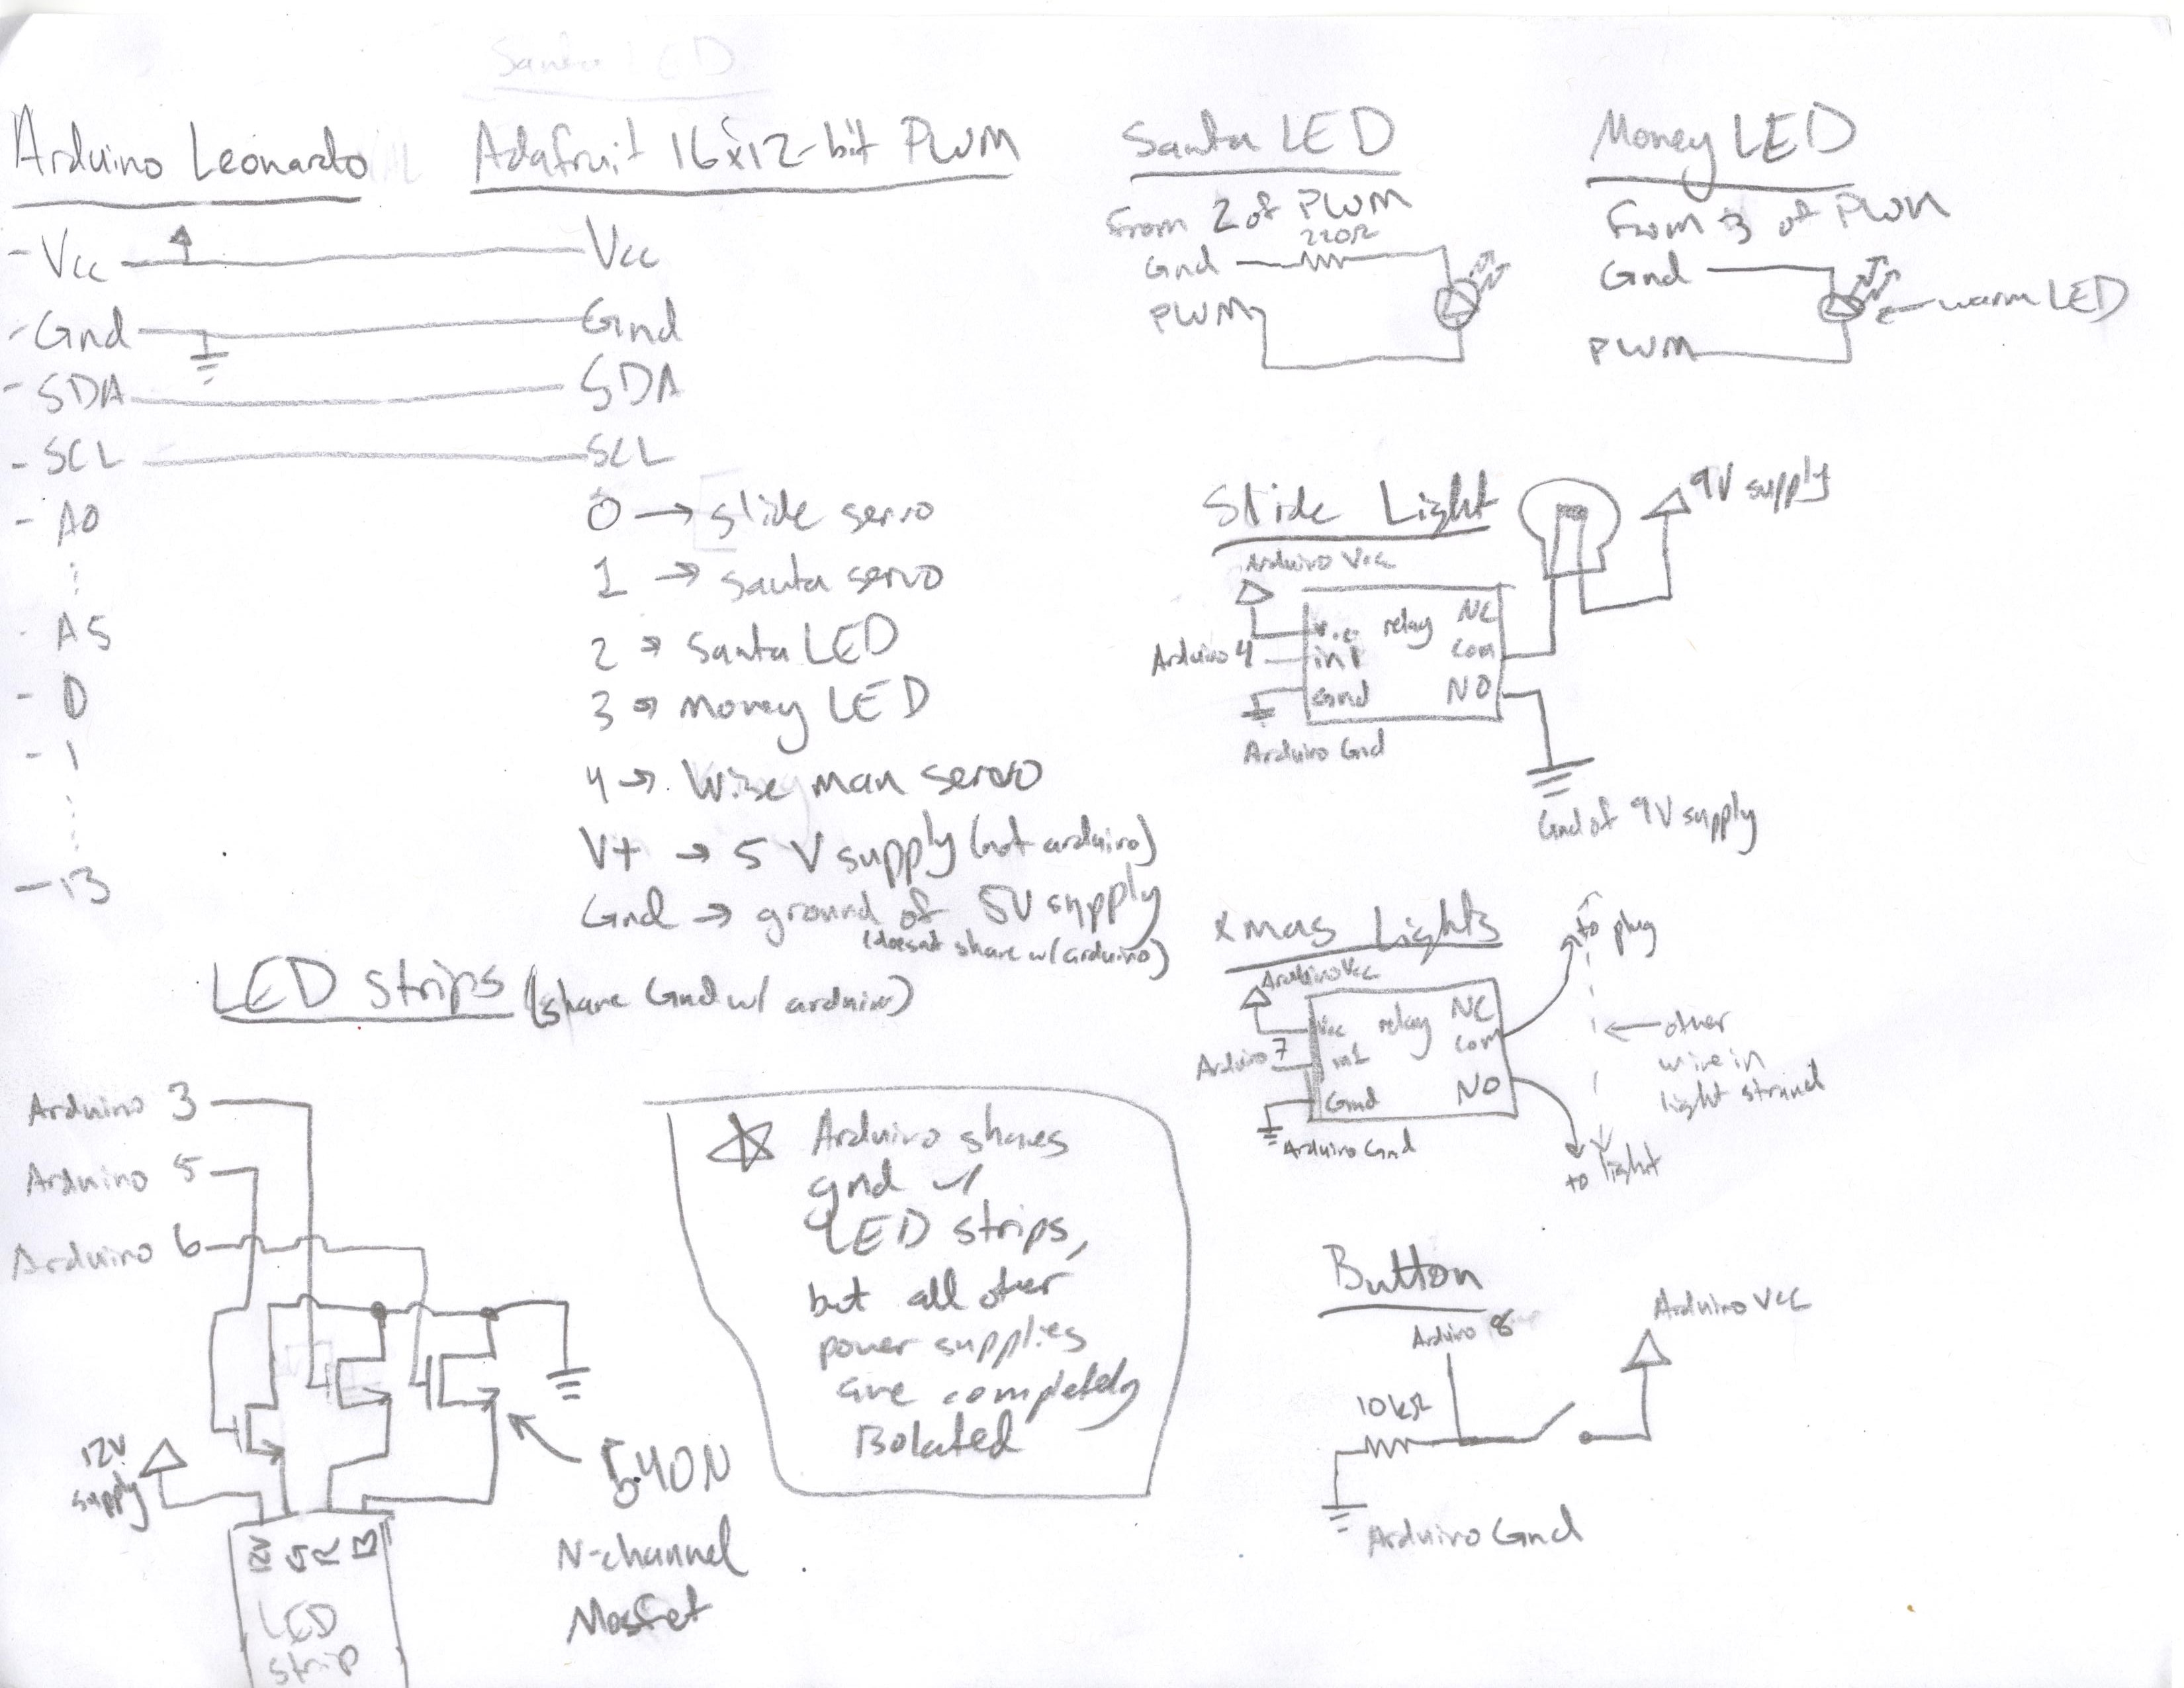 Santa LED
Arduino Leonardo
- Vcc
- Gnd
- SDA
- SCL
- A0
- A5
- 0
- 1
- 13
Adafruit 16x12-bit PWM
Vcc
Gnd
SDA
SCL
0 → slide servo
1 → santa servo
2 → Santa LED
3 → Money LED
4 → Wise man servo
V+ → 5 V supply (not arduino)
Gnd → ground of 5V supply
(doesnt share w/ arduino)
Santa LED
From 2 of PWM
220Ω
Gnd
PWM
Money LED
From 3 of PWM
Gnd
warm LED
PWM
Slide Light
9V supply
Arduino Vcc
relay NC
Vcc
Com
Arduino 4 in1
Gnd NO
Arduino Gnd
Gnd of 9V supply
Xmas Lights
to plug
Arduino Vcc
NC
Vcc relay
Com
Arduino 7 in1
NO
Gnd
Arduino Gnd
other
wire in
light strand
to light
LED strips (share Gnd w/ arduino)
Arduino 3
Arduino 5
Arduino 6
12V
supply
12V G R B
LED
strip
540N
N-channel
Mosfet
☆ Arduino shares
gnd w/
LED strips,
but all other
power supplies
are completely
Isolated
Button
Arduino 8
Arduino Vcc
10kΩ
Arduino Gnd